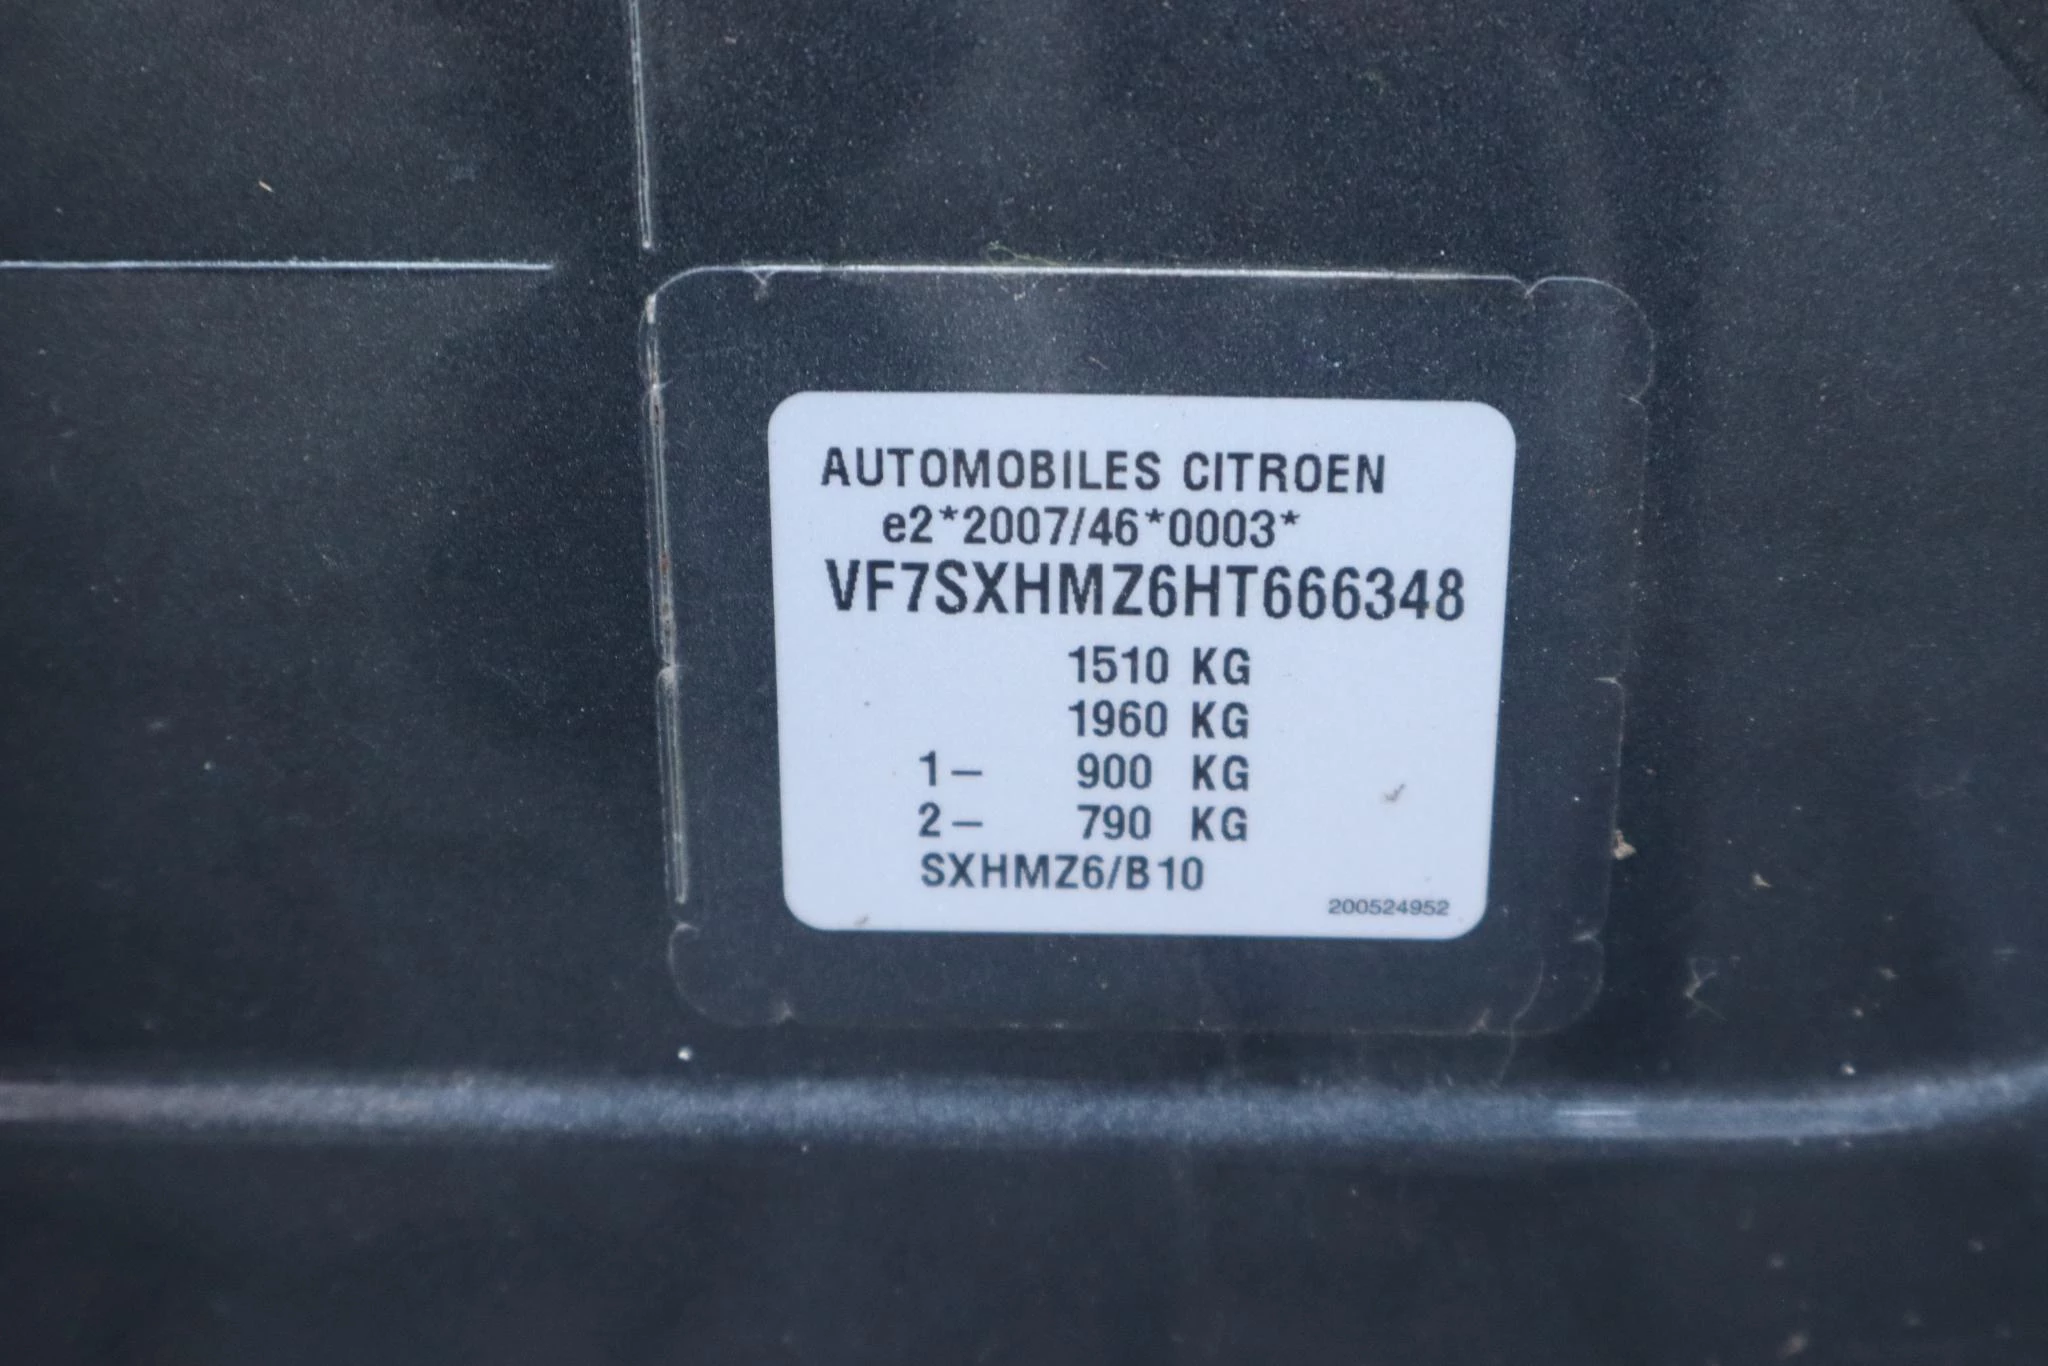 AUTOMOBILES CITROEN
e2*2007/46*0003*
VF7SXHMZ6HT666348
1510 KG
1960 KG
1– 900 KG
2– 790 KG
SXHMZ6/B10
200524952